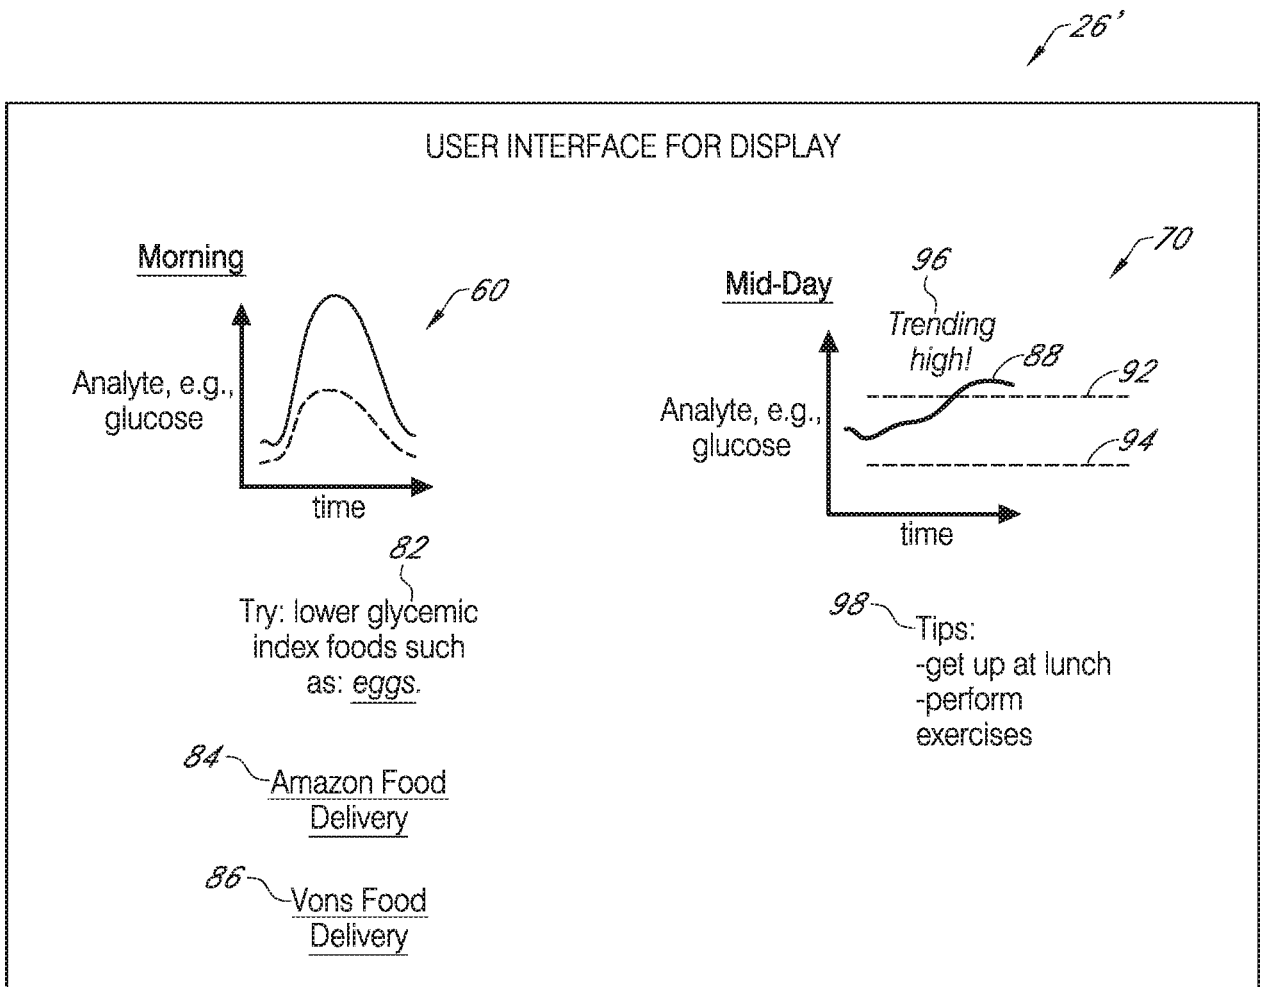 26'
USER INTERFACE FOR DISPLAY
Morning
60
Analyte, e.g.,
glucose
time
82
Try: lower glycemic
index foods such
as: eggs.
84
Amazon Food
Delivery
86
Vons Food
Delivery
70
96
Mid-Day
Trending
high!
88
92
Analyte, e.g.,
glucose
94
time
98
Tips:
-get up at lunch
-perform
exercises